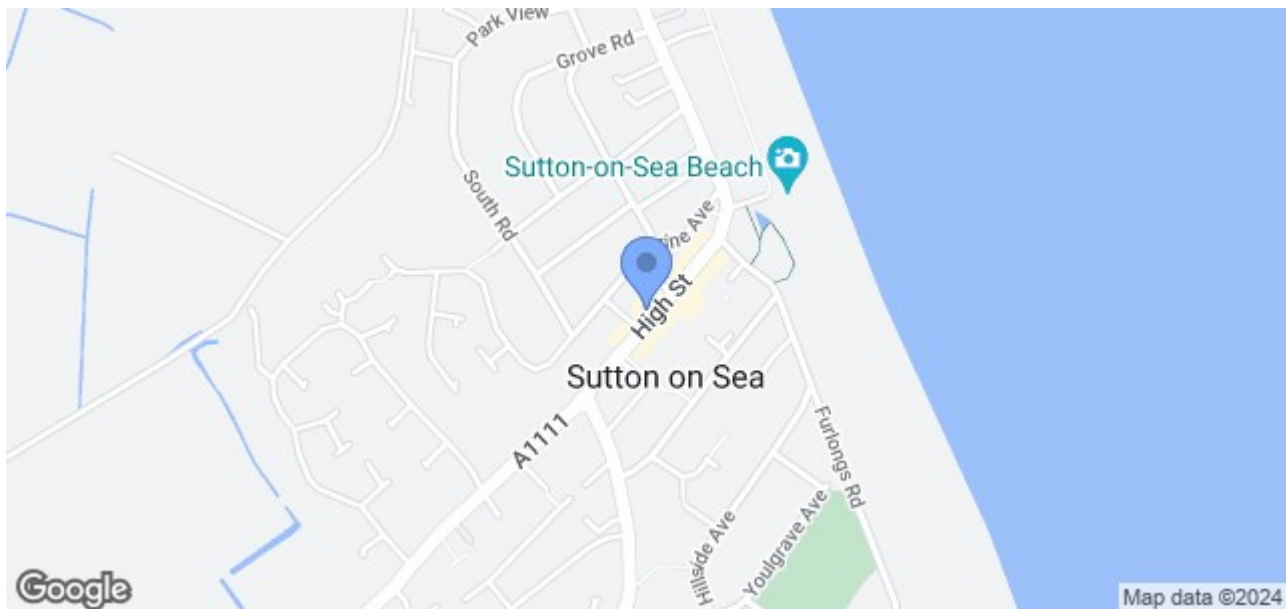 Park View
Grove Rd
Sutton-on-Sea Beach
South Rd
High St
Sutton on Sea
A1111
Furlongs Rd
Hillside Ave
Youlgrave Ave
Google
Map data ©2024